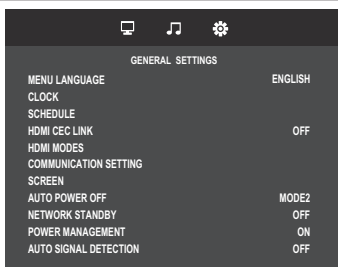 GENERAL SETTINGS
MENU LANGUAGE ENGLISH
CLOCK
SCHEDULE
HDMI CEC LINK OFF
HDMI MODES
COMMUNICATION SETTING
SCREEN
AUTO POWER OFF MODE2
NETWORK STANDBY OFF
POWER MANAGEMENT ON
AUTO SIGNAL DETECTION OFF